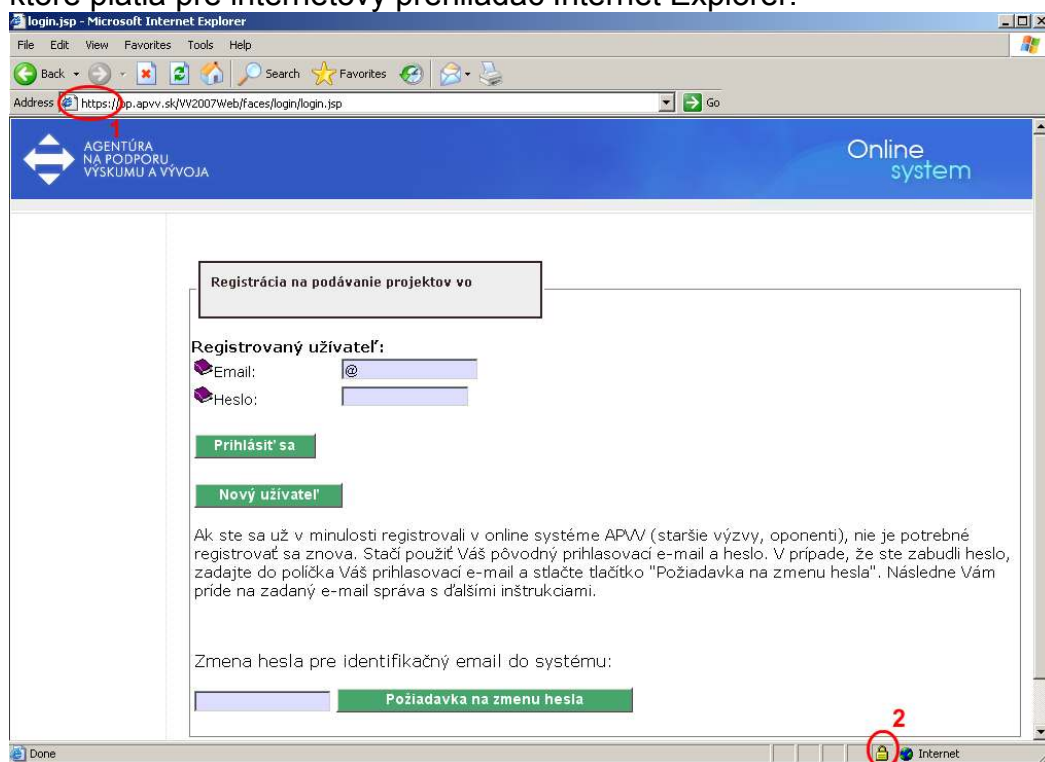 ktoré platia pre internetový prehliadač Internet Explorer.
login.jsp - Microsoft Internet Explorer
File Edit View Favorites Tools Help
Back Search Favorites
Address https://op.apvv.sk/VV2007Web/faces/login/login.jsp Go
1
AGENTÚRA
NA PODPORU
VÝSKUMU A VÝVOJA
Online
system
Registrácia na podávanie projektov vo
Registrovaný užívateľ:
Email: @
Heslo:
Prihlásiť sa
Nový užívateľ
Ak ste sa už v minulosti registrovali v online systéme APVV (staršie výzvy, oponenti), nie je potrebné
registrovať sa znova. Stačí použiť Váš pôvodný prihlasovací e-mail a heslo. V prípade, že ste zabudli heslo,
zadajte do políčka Váš prihlasovací e-mail a stlačte tlačítko "Požiadavka na zmenu hesla". Následne Vám
príde na zadaný e-mail správa s ďalšími inštrukciami.
Zmena hesla pre identifikačný email do systému:
Požiadavka na zmenu hesla
2
Done Internet